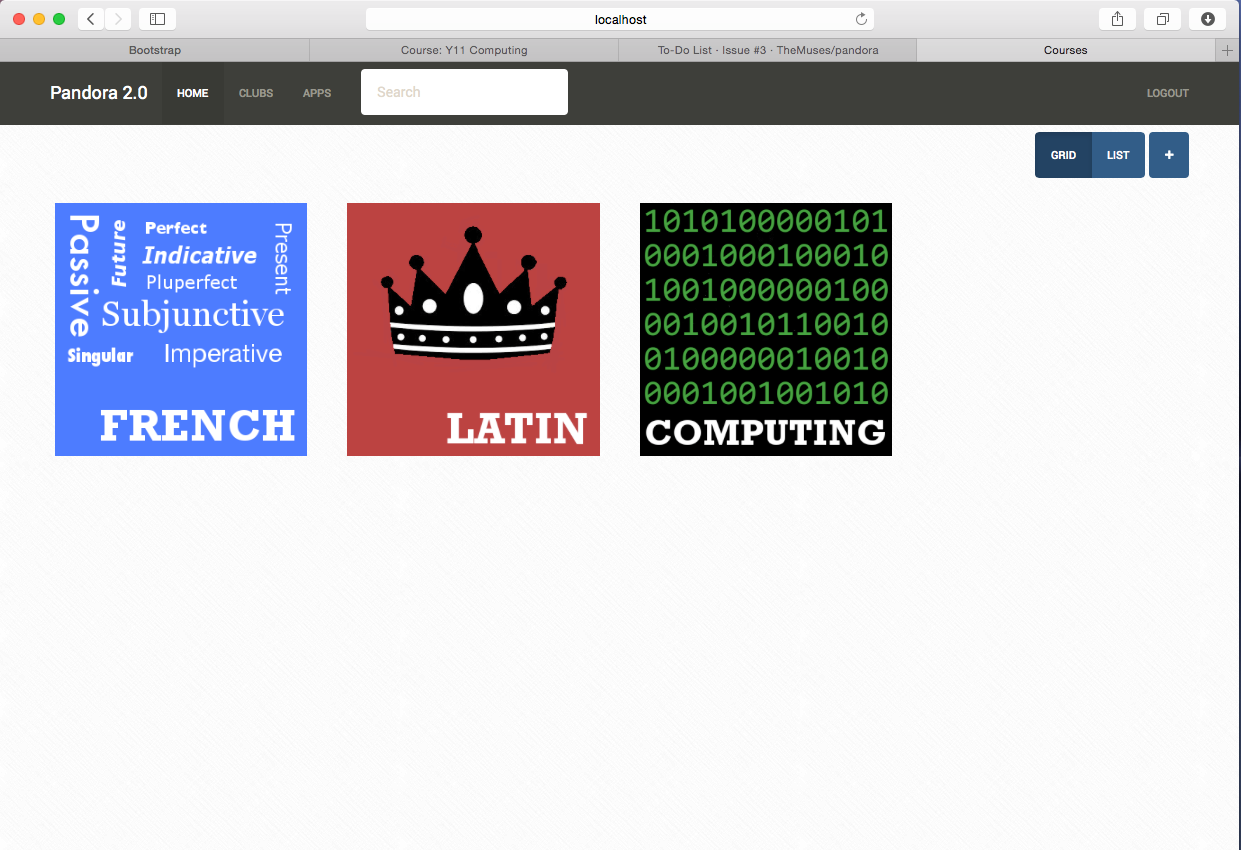 localhost
Bootstrap
Course: Y11 Computing
To-Do List · Issue #3 · TheMuses/pandora
Courses
Pandora 2.0
HOME
CLUBS
APPS
Search
LOGOUT
GRID
LIST
+
Passive
Future
Perfect
Present
Indicative
Pluperfect
Subjunctive
Singular
Imperative
FRENCH
LATIN
1010100000101
0001000100010
1001000000100
0010010110010
0100000010010
0001001001010
COMPUTING